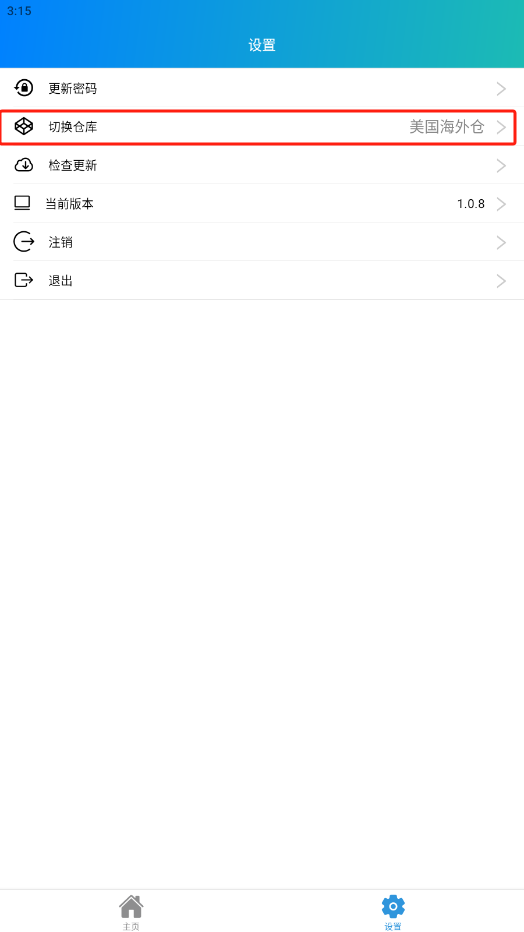 3:15
设置
更新密码
切换仓库 美国海外仓
检查更新
当前版本 1.0.8
注销
退出
主页 设置